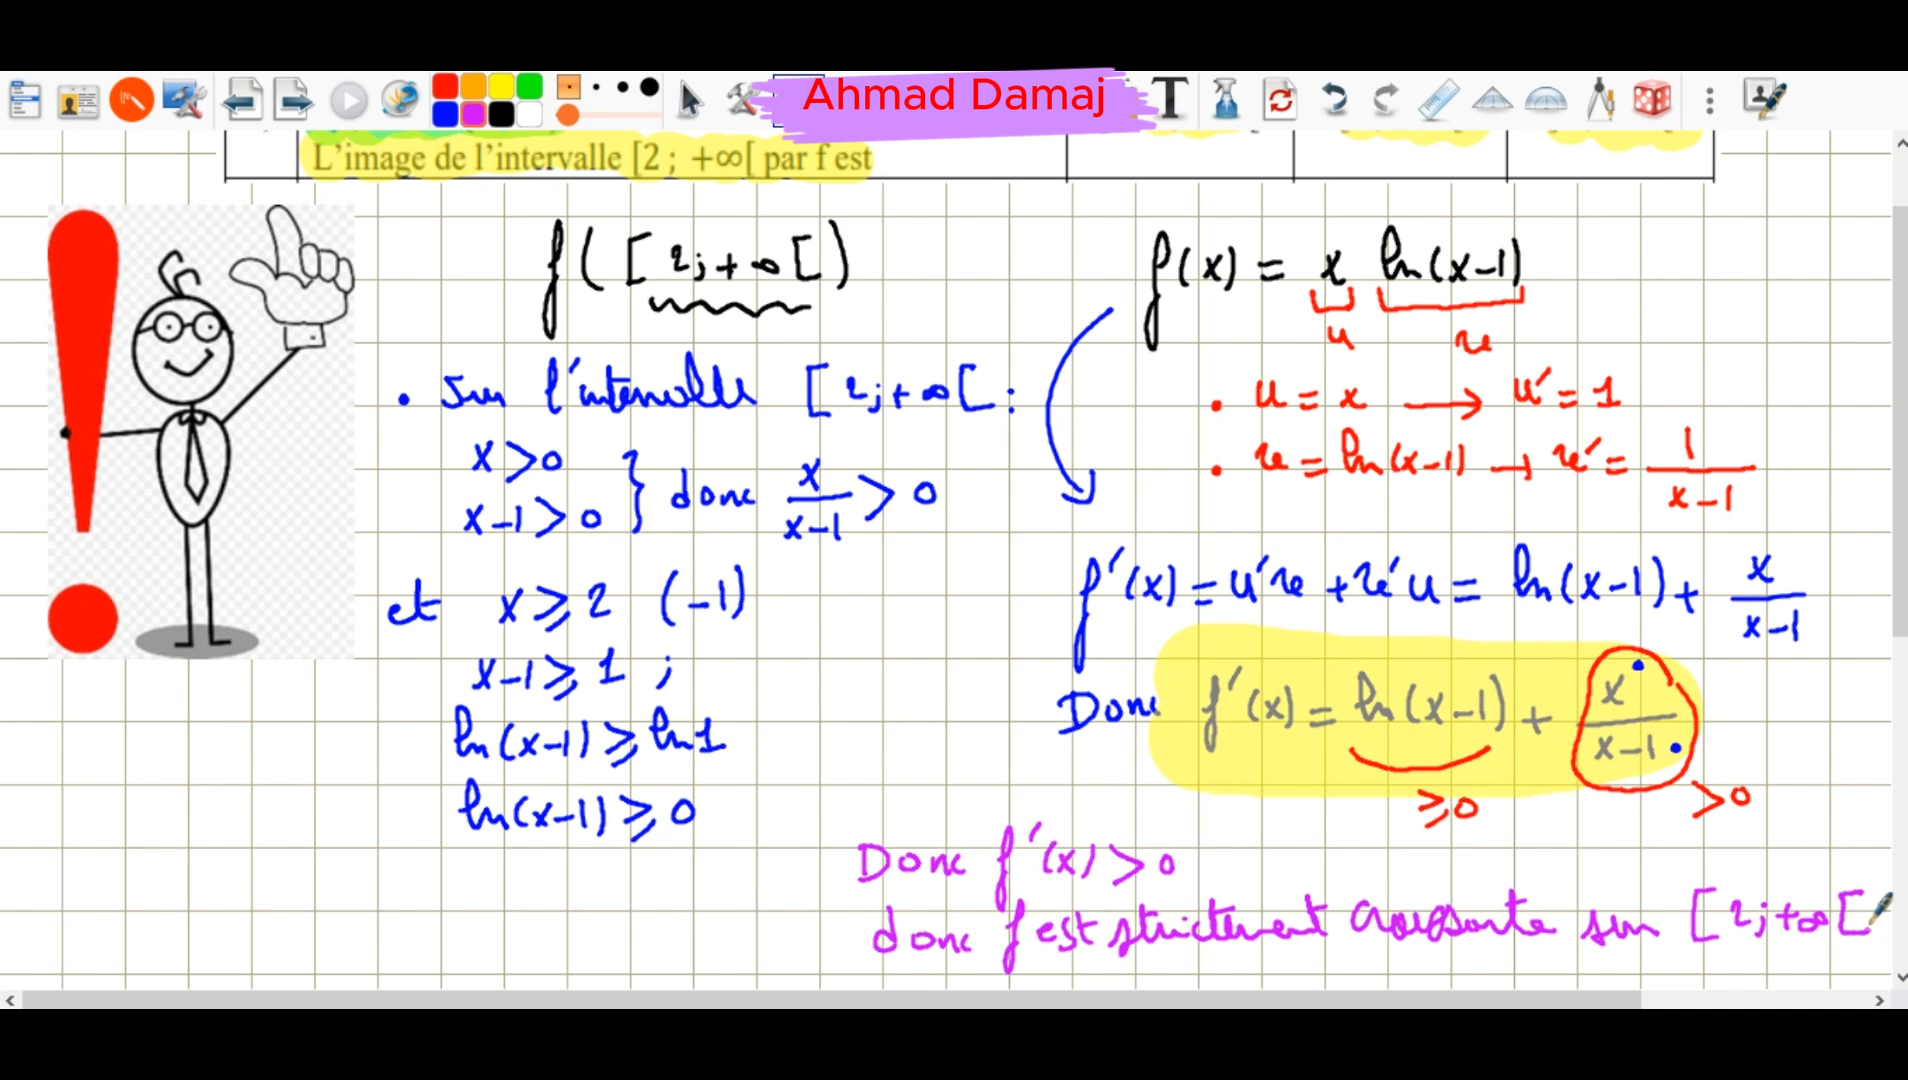 Ahmad Damaj
L'image de l'intervalle [2 ; +∞[ par f est
f([2;+∞[)
• sur l'intervalle [2;+∞[ :
x>0
x-1>0 } donc x/(x-1) > 0
et x ⩾ 2 (-1)
x-1 ⩾ 1 ;
ln(x-1) ⩾ ln1
ln(x-1) ⩾ 0
f(x) = x ln(x-1)
u v
• u = x → u' = 1
• v = ln(x-1) → v' = 1/(x-1)
f'(x) = u'v + v'u = ln(x-1) + x/(x-1)
Donc f'(x) = ln(x-1) + x/(x-1)
⩾0 >0
Donc f'(x) > 0
donc f est strictement croissante sur [2;+∞[